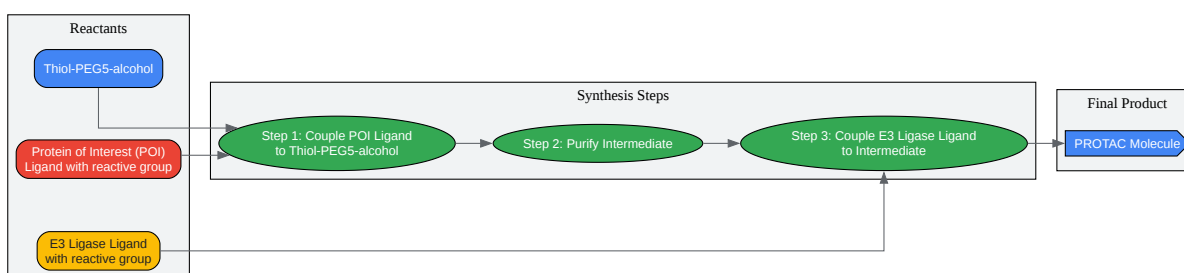 Reactants
Thiol-PEG5-alcohol
Protein of Interest (POI)
Ligand with reactive group
E3 Ligase Ligand
with reactive group
Synthesis Steps
Step 1: Couple POI Ligand
to Thiol-PEG5-alcohol
Step 2: Purify Intermediate
Step 3: Couple E3 Ligase Ligand
to Intermediate
Final Product
PROTAC Molecule